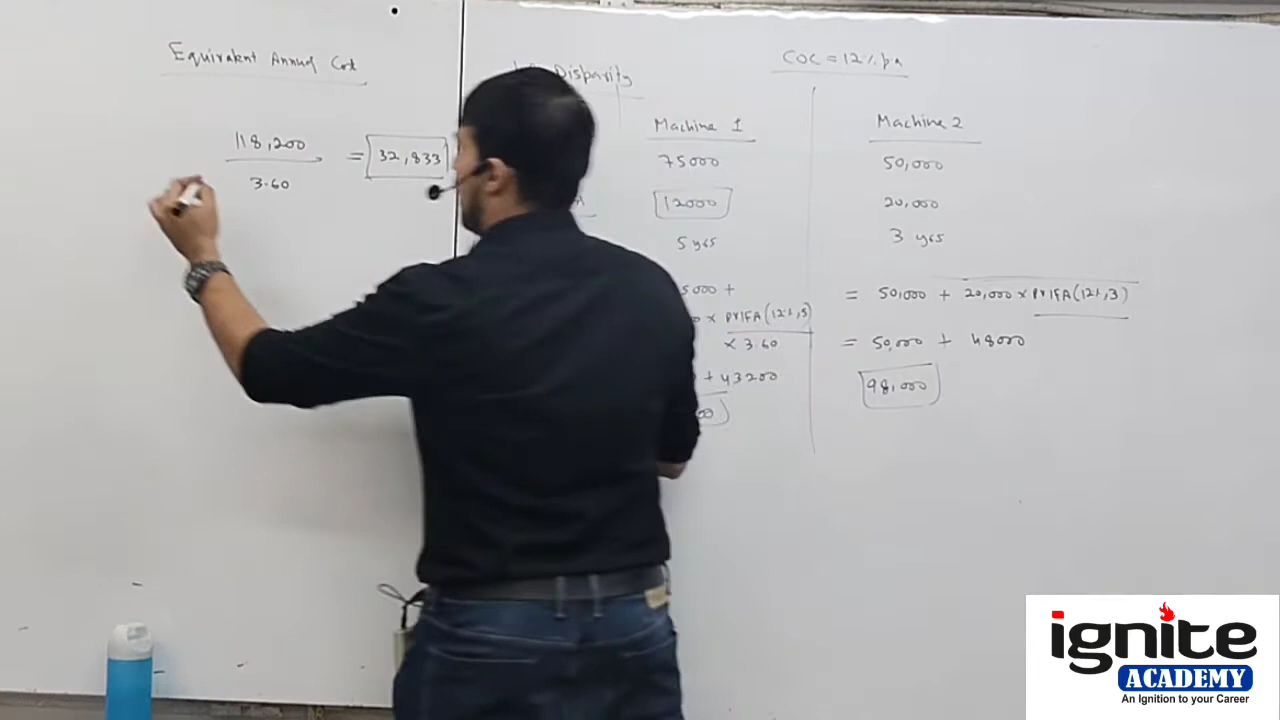 Equivalent Annual Cost
118,200
3.60
= 32,833
Disparity
COC = 12% p.a
Machine 1
75000
12000
5 yrs
5000 +
× PVIFA(12%,5)
× 3.60
+ 43200
00
Machine 2
50,000
20,000
3 yrs
= 50,000 + 20,000 × PVIFA(12%,3)
= 50,000 + 48000
98,000
ignite
ACADEMY
An Ignition to your Career